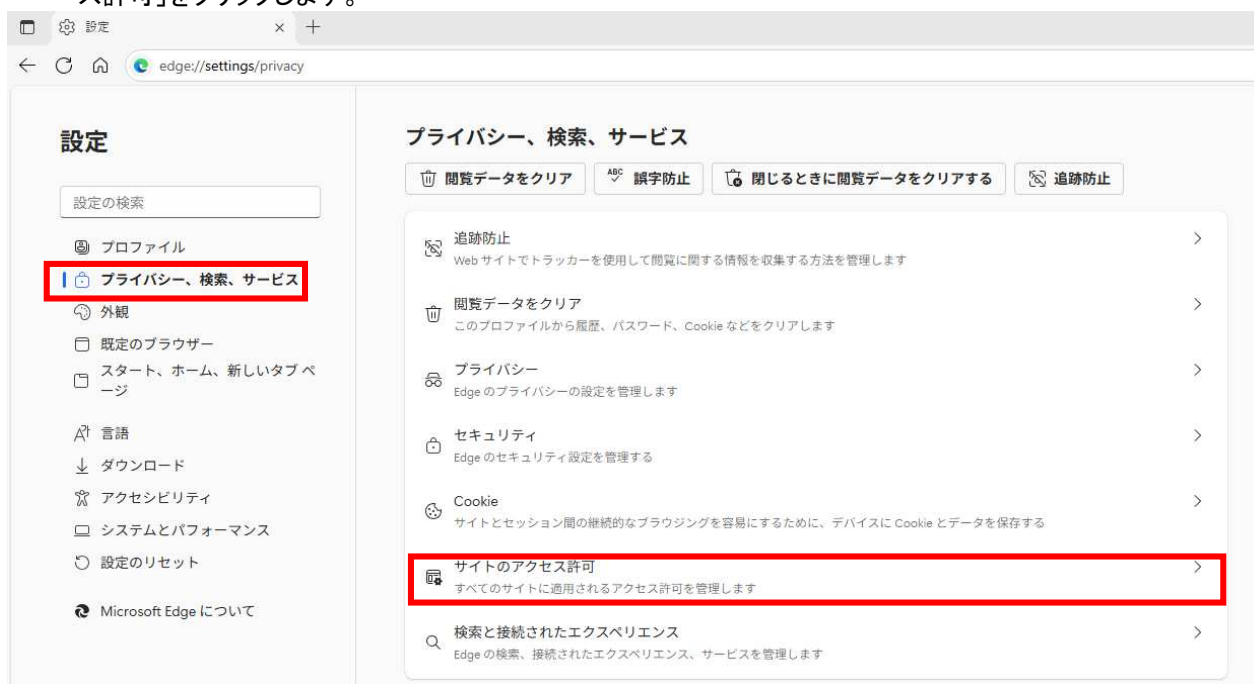 ス許可」をクリックします。
設定
edge://settings/privacy
設定
設定の検索
プロファイル
プライバシー、検索、サービス
外観
既定のブラウザー
スタート、ホーム、新しいタブ ペ
ージ
言語
ダウンロード
アクセシビリティ
システムとパフォーマンス
設定のリセット
Microsoft Edge について
プライバシー、検索、サービス
閲覧データをクリア
ABC 誤字防止
閉じるときに閲覧データをクリアする
追跡防止
追跡防止
Web サイトでトラッカーを使用して閲覧に関する情報を収集する方法を管理します
閲覧データをクリア
このプロファイルから履歴、パスワード、Cookie などをクリアします
プライバシー
Edge のプライバシーの設定を管理します
セキュリティ
Edge のセキュリティ設定を管理する
Cookie
サイトとセッション間の継続的なブラウジングを容易にするために、デバイスに Cookie とデータを保存する
サイトのアクセス許可
すべてのサイトに適用されるアクセス許可を管理します
検索と接続されたエクスペリエンス
Edge の検索、接続されたエクスペリエンス、サービスを管理します